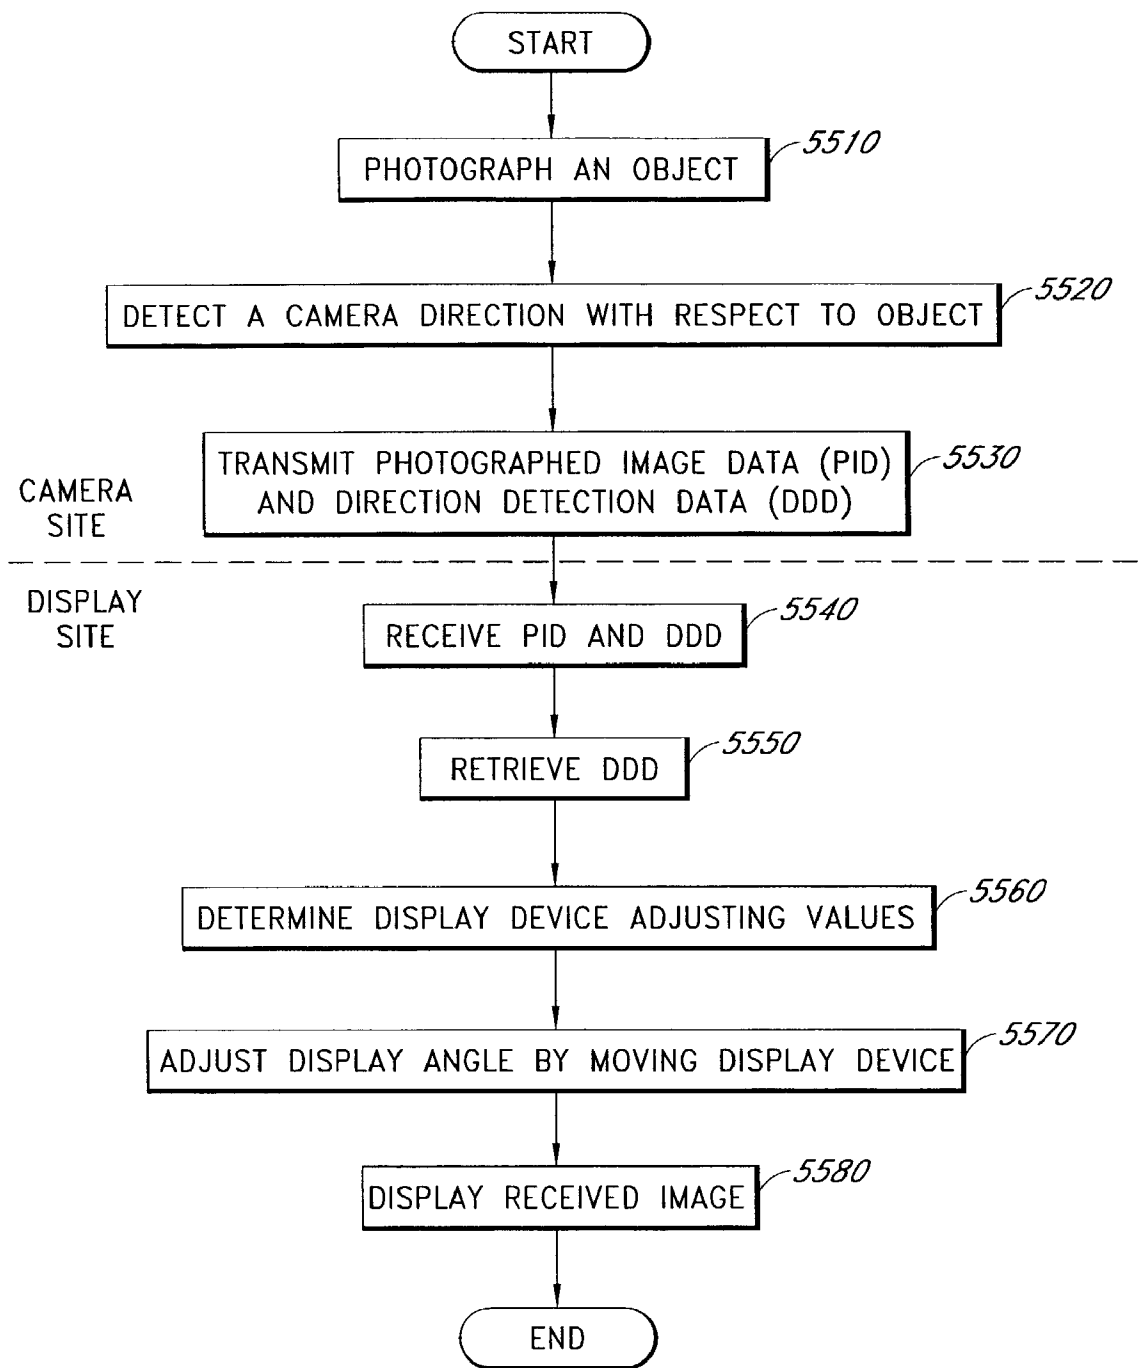 START
PHOTOGRAPH AN OBJECT
5510
DETECT A CAMERA DIRECTION WITH RESPECT TO OBJECT
5520
TRANSMIT PHOTOGRAPHED IMAGE DATA (PID)
AND DIRECTION DETECTION DATA (DDD)
5530
CAMERA
SITE
DISPLAY
SITE
RECEIVE PID AND DDD
5540
RETRIEVE DDD
5550
DETERMINE DISPLAY DEVICE ADJUSTING VALUES
5560
ADJUST DISPLAY ANGLE BY MOVING DISPLAY DEVICE
5570
DISPLAY RECEIVED IMAGE
5580
END